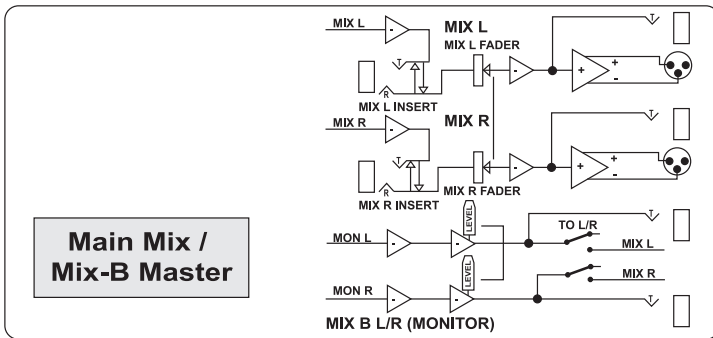 MIX L
MIX L
MIX L FADER
T
T
- + + -
R
MIX L INSERT
MIX R
MIX R
T
T
- + + -
R
MIX R INSERT
MIX R FADER
Main Mix /
Mix-B Master
LEVEL
TO L/R
T
MON L
MIX L
LEVEL
MIX R
MON R
T
MIX B L/R (MONITOR)